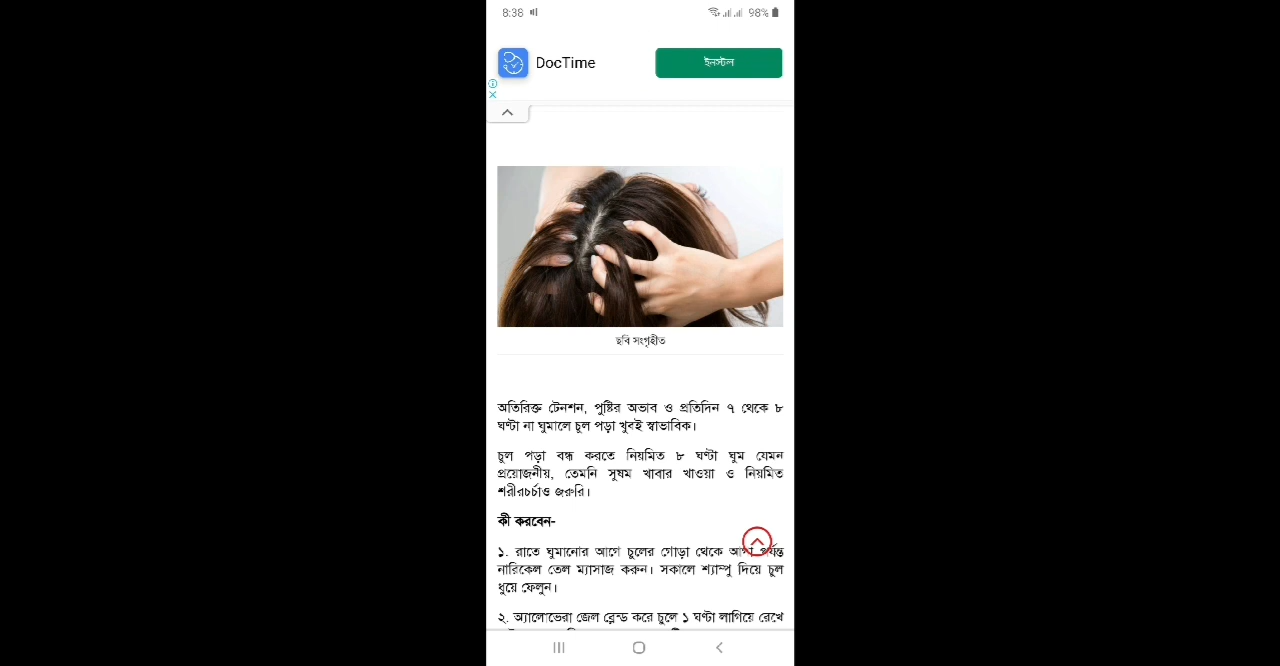 8:38
98%
DocTime
ইনস্টল
ছবি সংগৃহীত
অতিরিক্ত টেনশন, পুষ্টির অভাব ও প্রতিদিন ৭ থেকে ৮
ঘণ্টা না ঘুমালে চুল পড়া খুবই স্বাভাবিক।
চুল পড়া বন্ধ করতে নিয়মিত ৮ ঘণ্টা ঘুম যেমন
প্রয়োজনীয়, তেমনি সুষম খাবার খাওয়া ও নিয়মিত
শরীরচর্চাও জরুরি।
কী করবেন-
১. রাতে ঘুমানোর আগে চুলের গোড়া থেকে
নারিকেল তেল ম্যাসাজ করুন। সকালে শ্যাম্পু দিয়ে চুল
ধুয়ে ফেলুন।
২. অ্যালোভেরা জেল ব্লেন্ড করে চুলে ১ ঘণ্টা লাগিয়ে রেখে